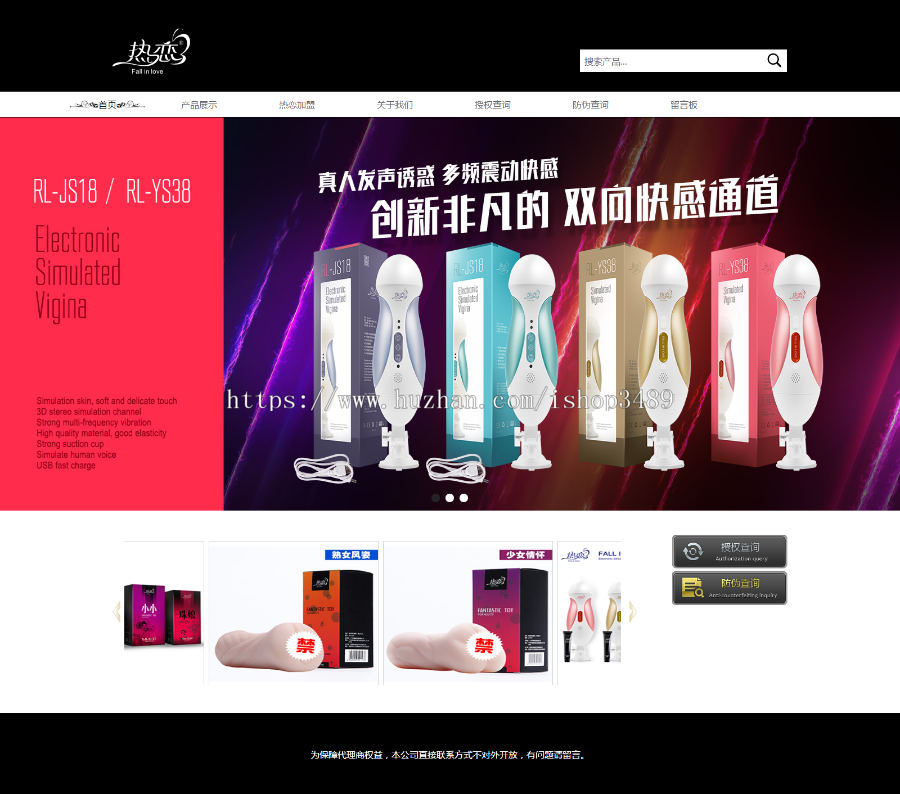 热恋
Fall in love
搜索产品...
首页
产品展示
热恋加盟
关于我们
授权查询
防伪查询
留言板
RL-JS18 / RL-YS38
Electronic
Simulated
Vigina
Simulation skin, soft and delicate touch
3D stereo simulation channel
Strong multi-frequency vibration
High quality material, good elasticity
Strong suction cup
Simulate human voice
USB fast charge
真人发声诱惑 多频震动快感
创新非凡的 双向快感通道
RL-JS18
Electronic
Simulated
Vigina
RL-JS18
Electronic
Simulated
Vigina
RL-YS38
Simulated
Vigina
RL-YS38
Simulated
Vigina
https://www.huzhan.com/ishop3489
小小
熟女风姿
FANTASTIC TOY
禁
少女情怀
FANTASTIC TOY
禁
FALL I
授权查询
Authorization query
防伪查询
Anti-counterfeiting inquiry
为保障代理商权益，本公司直接联系方式不对外开放，有问题请留言。